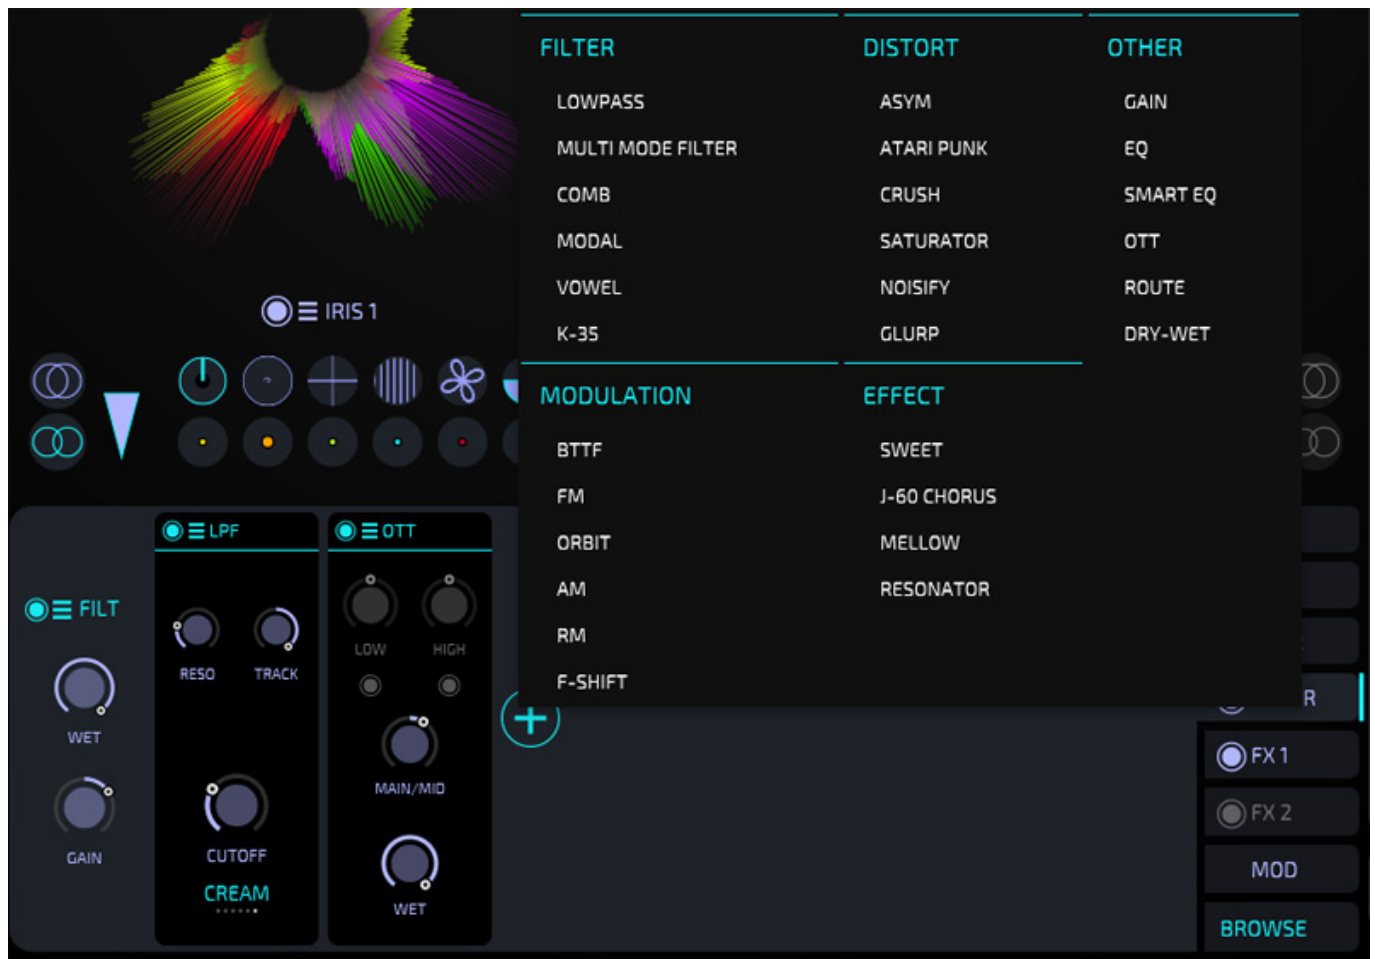 FILTER
LOWPASS
MULTI MODE FILTER
COMB
MODAL
VOWEL
K-35
DISTORT
ASYM
ATARI PUNK
CRUSH
SATURATOR
NOISIFY
GLURP
OTHER
GAIN
EQ
SMART EQ
OTT
ROUTE
DRY-WET
MODULATION
BTTF
FM
ORBIT
AM
RM
F-SHIFT
EFFECT
SWEET
J-60 CHORUS
MELLOW
RESONATOR
IRIS 1
FILT
WET
GAIN
LPF
RESO
TRACK
CUTOFF
CREAM
OTT
LOW
HIGH
MAIN/MID
WET
R
FX 1
FX 2
MOD
BROWSE